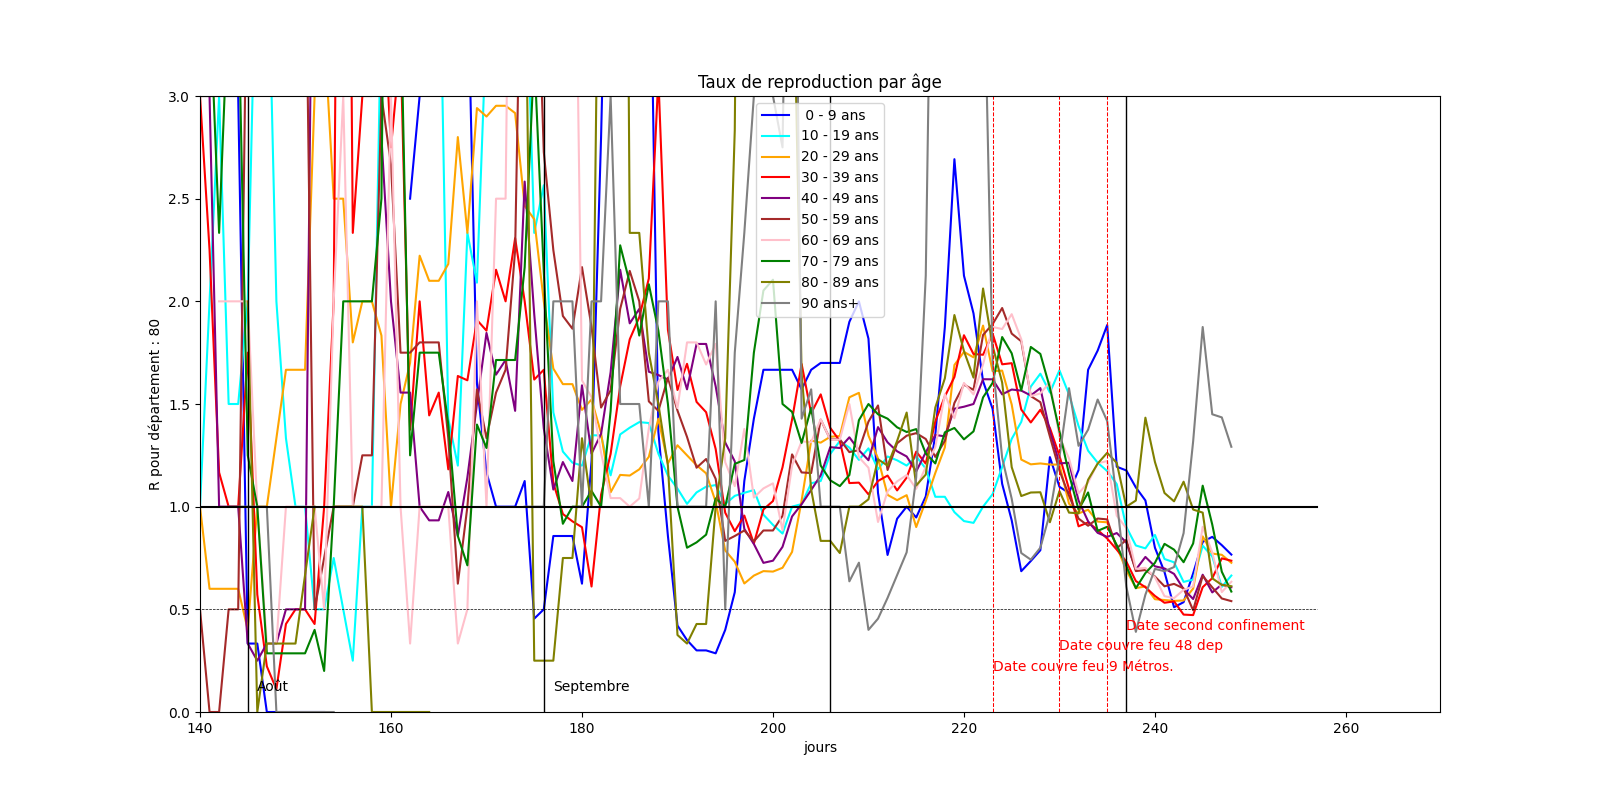 Taux de reproduction par âge
R pour département : 80
3.0
2.5
2.0
1.5
1.0
0.5
0.0
0 - 9 ans
10 - 19 ans
20 - 29 ans
30 - 39 ans
40 - 49 ans
50 - 59 ans
60 - 69 ans
70 - 79 ans
80 - 89 ans
90 ans+
Date second confinement
Date couvre feu 48 dep
Date couvre feu 9 Métros.
Août
Septembre
140
160
180
200
220
240
260
jours